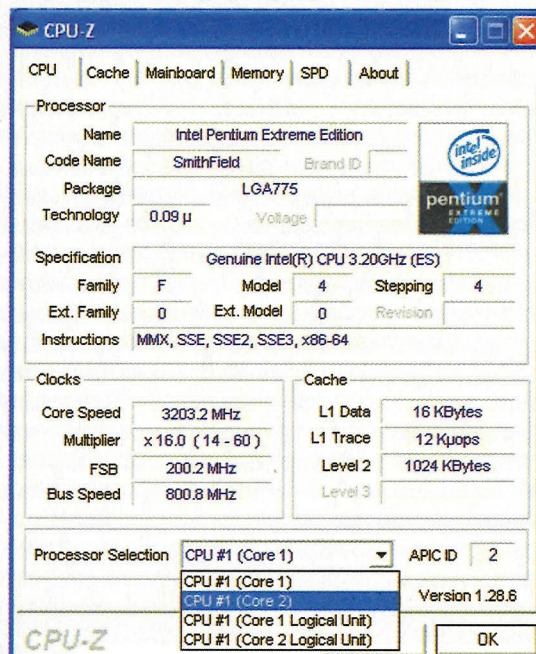 CPU-Z
CPU Cache Mainboard Memory SPD About
Processor
Name Intel Pentium Extreme Edition
Code Name SmithField Brand ID
Package LGA775
Technology 0.09 µ Voltage
intel inside
pentium
EXTREME EDITION
Specification Genuine Intel(R) CPU 3.20GHz (ES)
Family F Model 4 Stepping 4
Ext. Family 0 Ext. Model 0 Revision
Instructions MMX, SSE, SSE2, SSE3, x86-64
Clocks
Core Speed 3203.2 MHz
Multiplier x 16.0 ( 14 - 60 )
FSB 200.2 MHz
Bus Speed 800.8 MHz
Cache
L1 Data 16 KBytes
L1 Trace 12 Kµops
Level 2 1024 KBytes
Level 3
Processor Selection CPU #1 (Core 1) APIC ID 2
CPU #1 (Core 1)
CPU #1 (Core 2)
CPU #1 (Core 1 Logical Unit)
CPU #1 (Core 2 Logical Unit)
Version 1.28.6
CPU-Z
OK